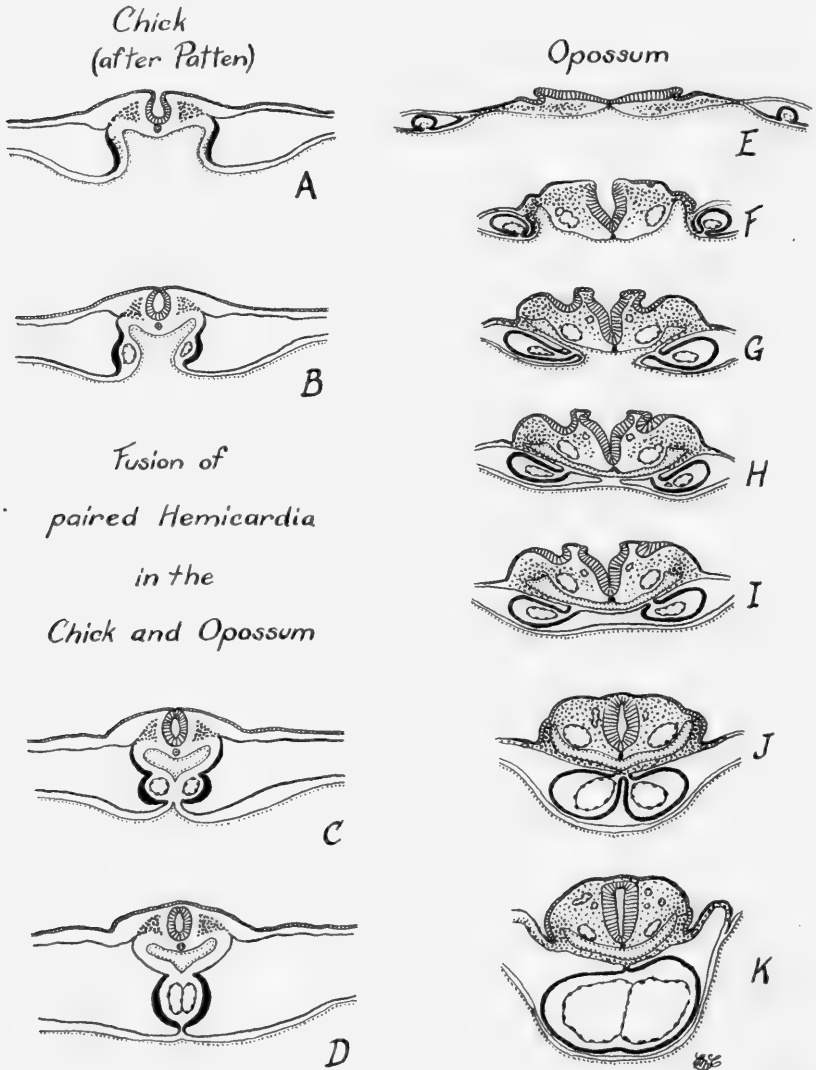 Chick
(after Patten)
A
B
Fusion of
paired Hemicardia
in the
Chick and Opossum
C
D
Opossum
E
F
G
H
I
J
K